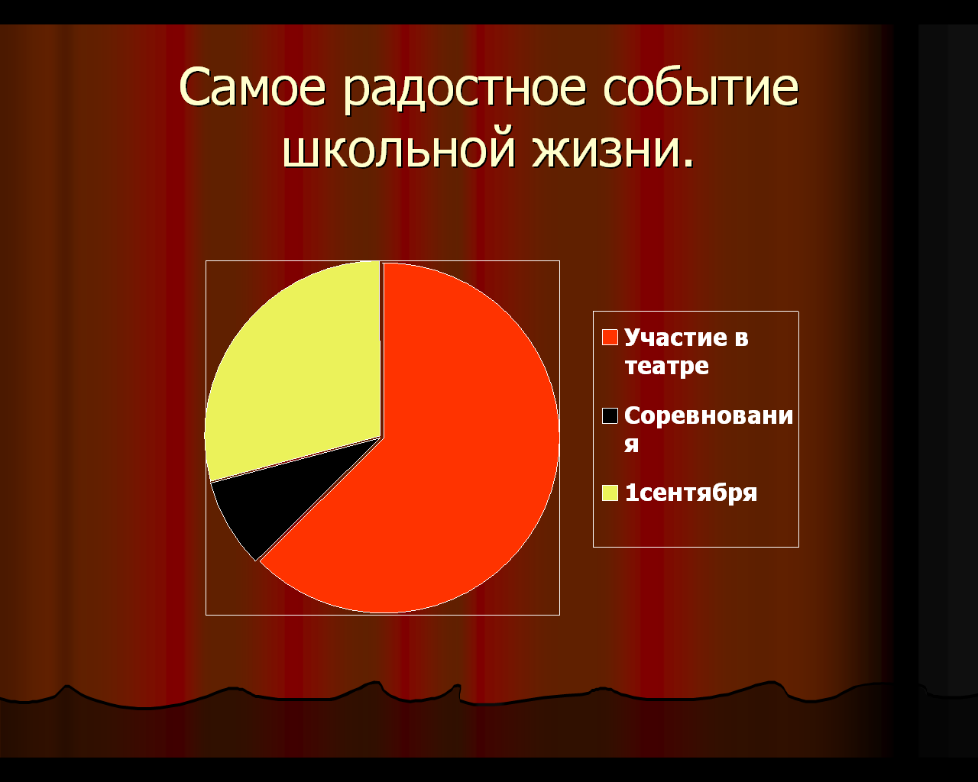 Самое радостное событие
школьной жизни.
Участие в
театре
Соревновани
я
1сентября